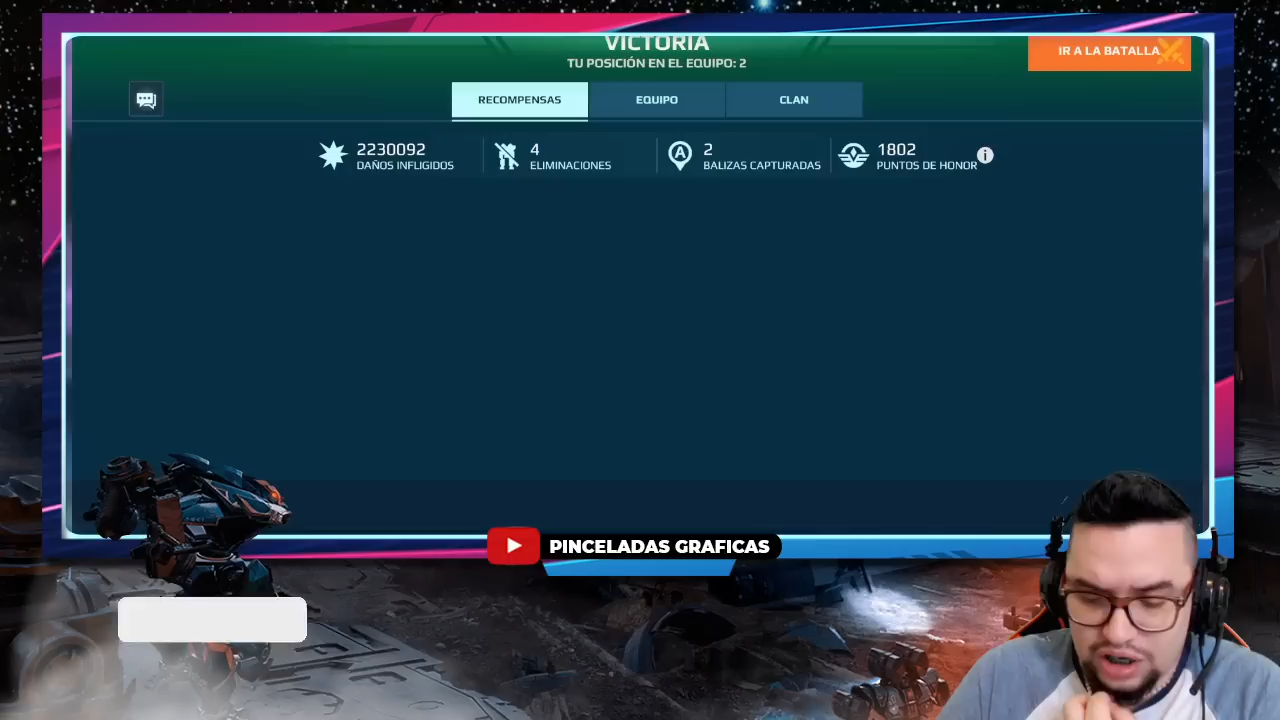 VICTORIA
TU POSICIÓN EN EL EQUIPO: 2
IR A LA BATALLA
RECOMPENSAS
EQUIPO
CLAN
2230092
DAÑOS INFLIGIDOS
4
ELIMINACIONES
A
2
BALIZAS CAPTURADAS
1802
PUNTOS DE HONOR
i
PINCELADAS GRAFICAS